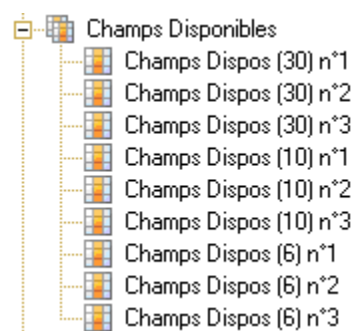 Champs Disponibles
Champs Dispos (30) n°1
Champs Dispos (30) n°2
Champs Dispos (30) n°3
Champs Dispos (10) n°1
Champs Dispos (10) n°2
Champs Dispos (10) n°3
Champs Dispos (6) n°1
Champs Dispos (6) n°2
Champs Dispos (6) n°3